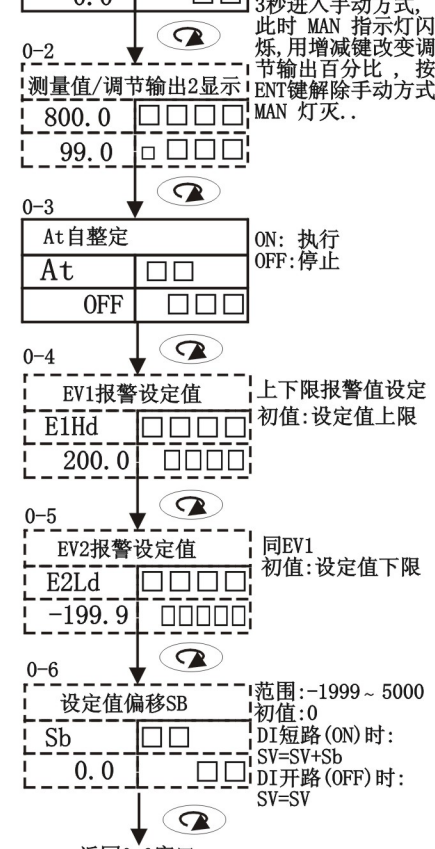 0.0
3秒进入手动方式,
此时 MAN 指示灯闪
烁,用增减键改变调
节输出百分比 , 按
ENT键解除手动方式
MAN 灯灭..
0-2
测量值/调节输出2显示
800.0 □□□□
99.0 □□□□
0-3
At自整定
At □□
OFF □□□
ON: 执行
OFF:停止
0-4
EV1报警设定值
E1Hd □□□□
200.0 □□□□
上下限报警值设定
初值:设定值上限
0-5
EV2报警设定值
E2Ld □□□□
-199.9 □□□□□
同EV1
初值:设定值下限
0-6
设定值偏移SB
Sb □□
0.0 □□
范围:-1999~5000
初值:0
DI短路(ON)时:
SV=SV+Sb
DI开路(OFF)时:
SV=SV